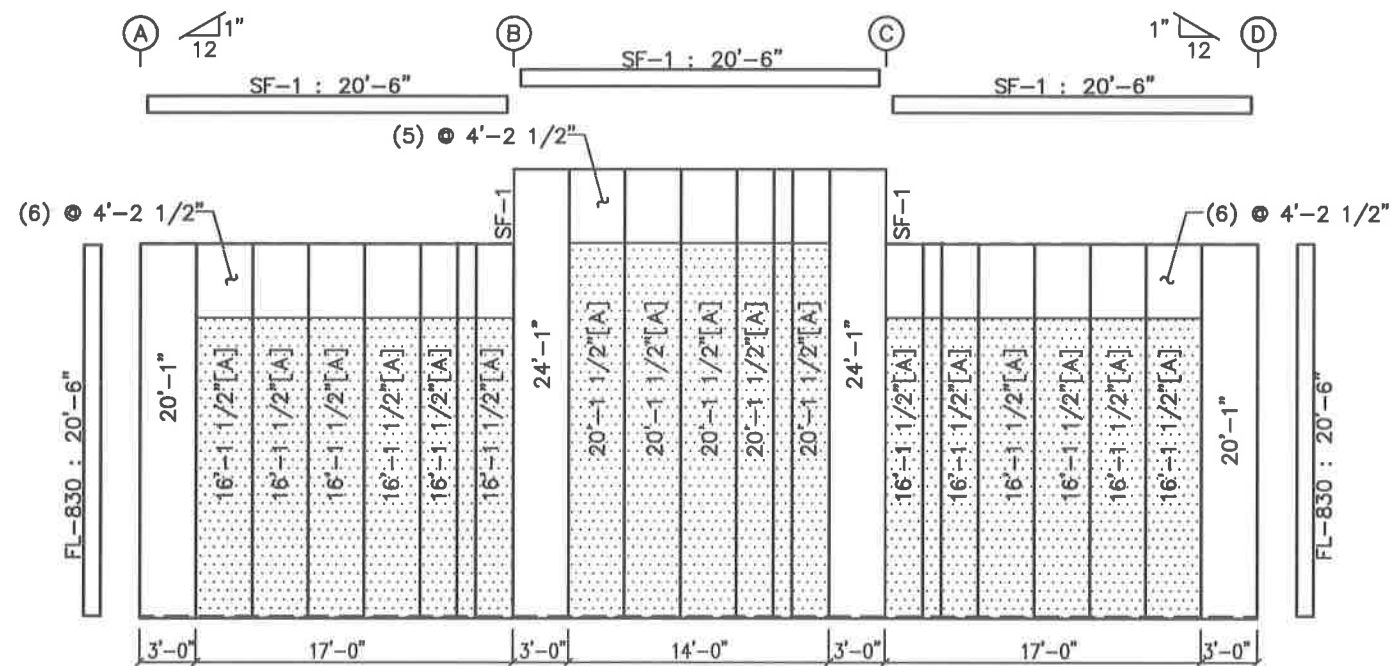 A 1" 12 B C 1" 12 D
SF-1 : 20'-6"
SF-1 : 20'-6"
SF-1 : 20'-6"
(5) @ 4'-2 1/2"
(6) @ 4'-2 1/2"
(6) @ 4'-2 1/2"
SF-1
SF-1
FL-830 : 20'-6"
20'-1"
16'-1 1/2"[A]
16'-1 1/2"[A]
16'-1 1/2"[A]
16'-1 1/2"[A]
16'-1 1/2"[A]
16'-1 1/2"[A]
24'-1"
20'-1 1/2"[A]
20'-1 1/2"[A]
20'-1 1/2"[A]
20'-1 1/2"[A]
20'-1 1/2"[A]
24'-1"
16'-1 1/2"[A]
16'-1 1/2"[A]
16'-1 1/2"[A]
16'-1 1/2"[A]
16'-1 1/2"[A]
16'-1 1/2"[A]
20'-1"
FL-830 : 20'-6"
3'-0" 17'-0" 3'-0" 14'-0" 3'-0" 17'-0" 3'-0"